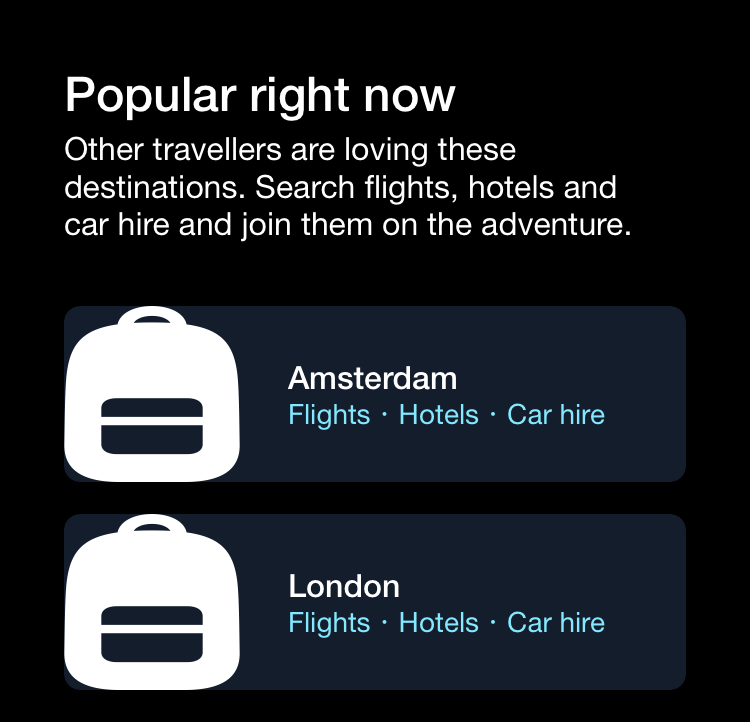 Popular right now
Other travellers are loving these
destinations. Search flights, hotels and
car hire and join them on the adventure.
Amsterdam
Flights · Hotels · Car hire
London
Flights · Hotels · Car hire